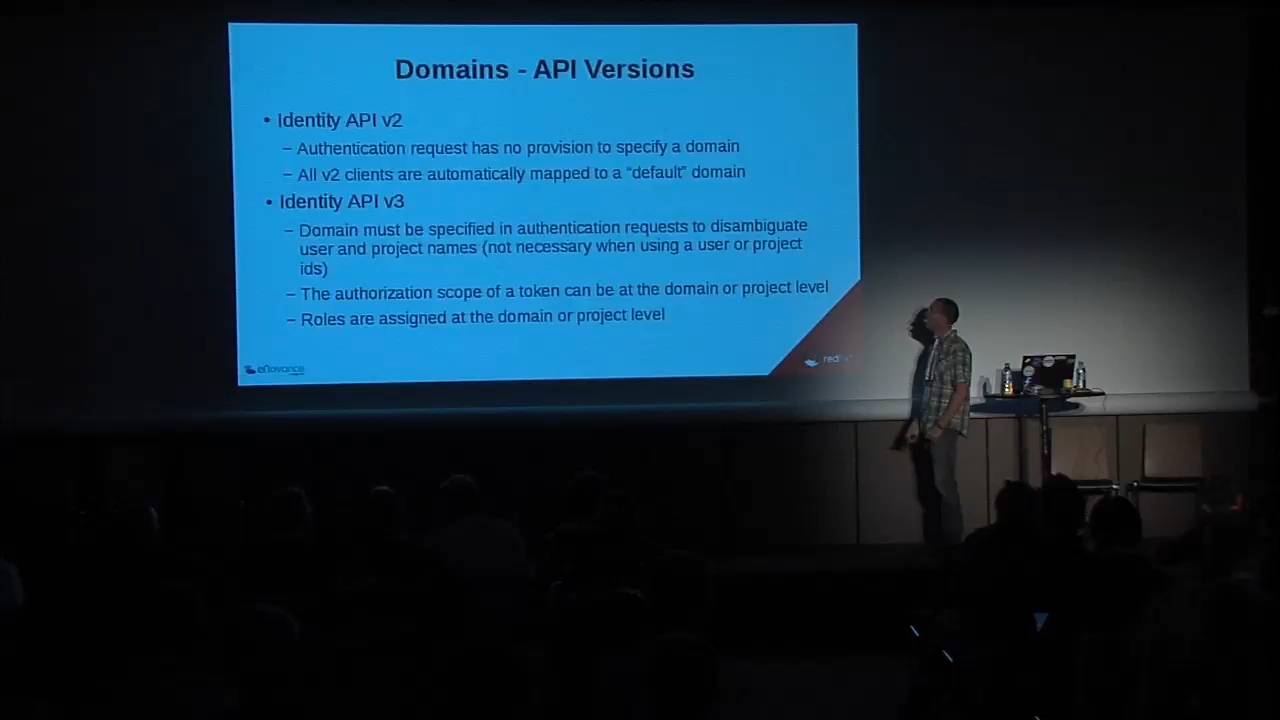 Domains - API Versions
• Identity API v2
– Authentication request has no provision to specify a domain
– All v2 clients are automatically mapped to a “default” domain
• Identity API v3
– Domain must be specified in authentication requests to disambiguate
user and project names (not necessary when using a user or project
ids)
– The authorization scope of a token can be at the domain or project level
– Roles are assigned at the domain or project level
eNovance